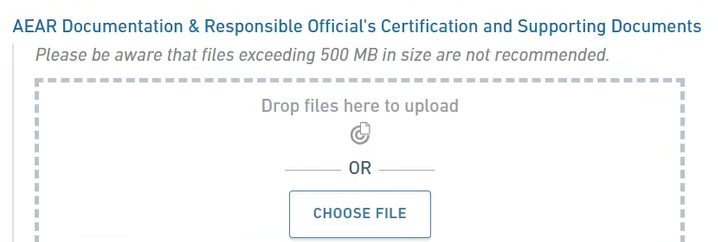 AEAR Documentation & Responsible Official's Certification and Supporting Documents
Please be aware that files exceeding 500 MB in size are not recommended.
Drop files here to upload
OR
CHOOSE FILE